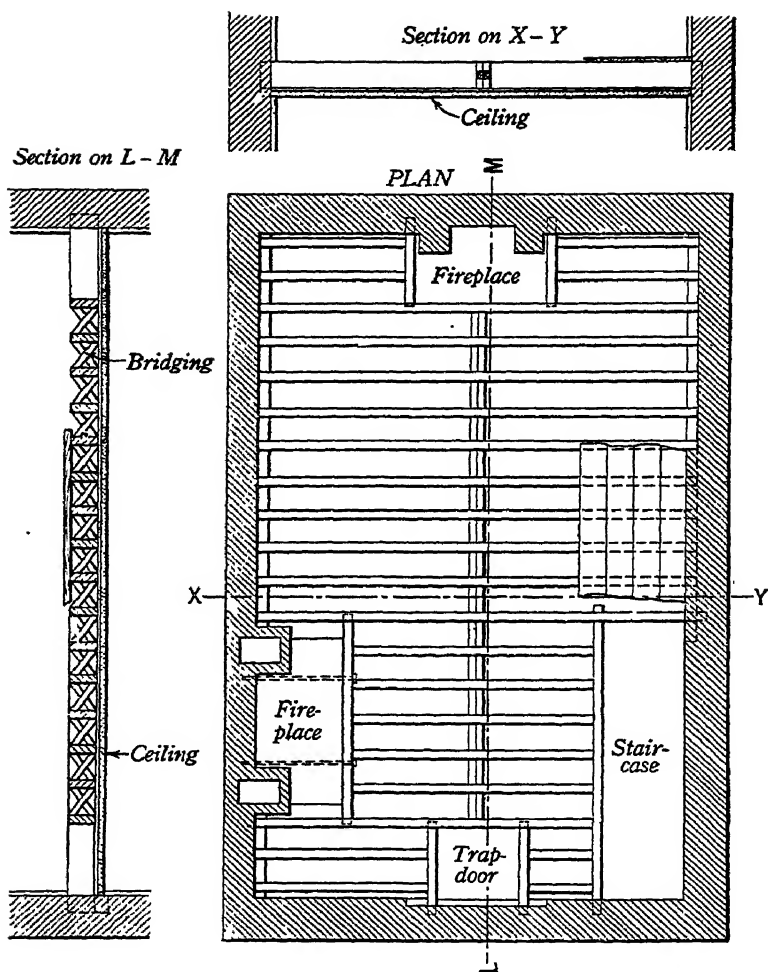 Section on X-Y
Ceiling
Section on L-M
PLAN
M
Fireplace
Bridging
X
Y
Fire-
place
Stair-
case
Ceiling
Trap-
door
L